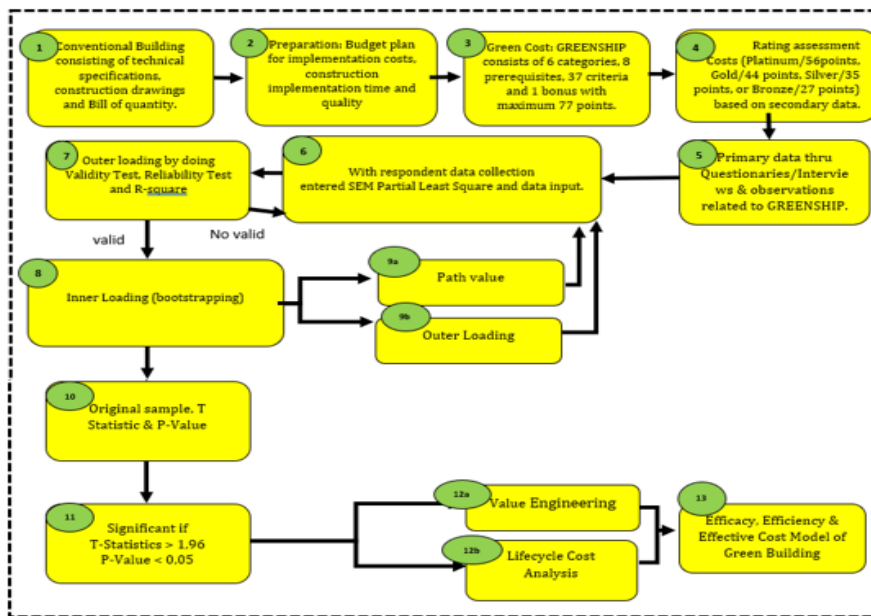 1
Conventional Building
consisting of technical
specifications,
construction drawings
and Bill of quantity.
2
Preparation: Budget plan
for implementation costs,
construction
implementation time and
quality
3
Green Cost: GREENSHIP
consists of 6 categories, 8
prerequisites, 37 criteria
and 1 bonus with
maximum 77 points.
4
Rating assessment
Costs (Platinum/56points,
Gold/44 points, Silver/35
points, or Bronze/27 points)
based on secondary data.
5
Primary data thru
Questionaries/Intervie
ws & observations
related to GREENSHIP.
6
With respondent data collection
entered SEM Partial Least Square and data input.
7
Outer loading by doing
Validity Test, Reliability Test
and R-square
valid
No valid
8
Inner Loading (bootstrapping)
9a
Path value
9b
Outer Loading
10
Original sample. T
Statistic & P-Value
11
Significant if
T-Statistics > 1.96
P-Value < 0.05
12a
Value Engineering
12b
Lifecycle Cost
Analysis
13
Efficacy, Efficiency &
Effective Cost Model of
Green Building